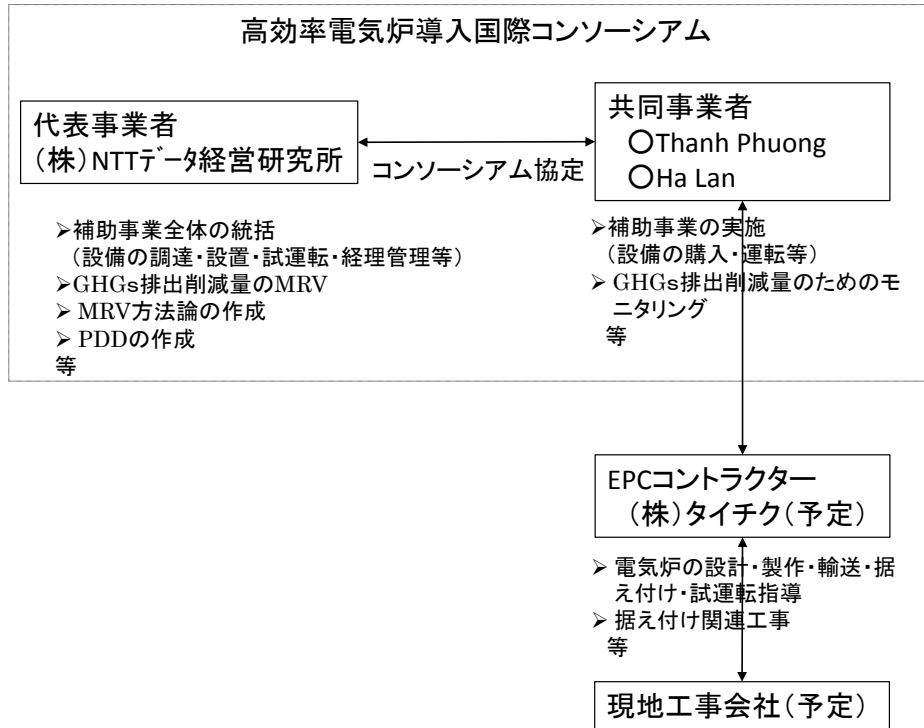 高効率電気炉導入国際コンソーシアム
代表事業者
(株)NTTデータ経営研究所
コンソーシアム協定
共同事業者
○Thanh Phuong
○Ha Lan
➢補助事業全体の統括
(設備の調達・設置・試運転・経理管理等)
➢GHGs排出削減量のMRV
➢ MRV方法論の作成
➢ PDDの作成
等
➢補助事業の実施
(設備の購入・運転等)
➢ GHGs排出削減量のためのモ
ニタリング
等
EPCコントラクター
(株)タイチク(予定)
➢ 電気炉の設計・製作・輸送・据
え付け・試運転指導
➢ 据え付け関連工事
等
現地工事会社(予定)